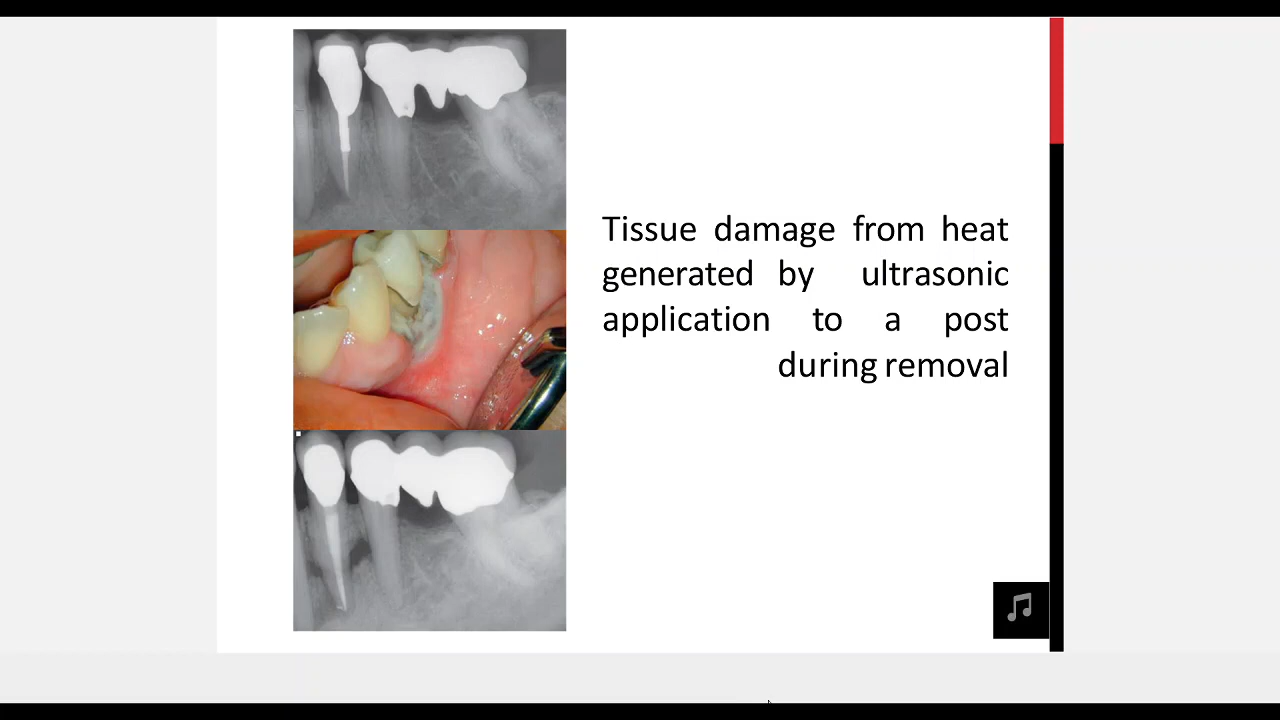 Tissue damage from heat
generated by ultrasonic
application to a post
during removal